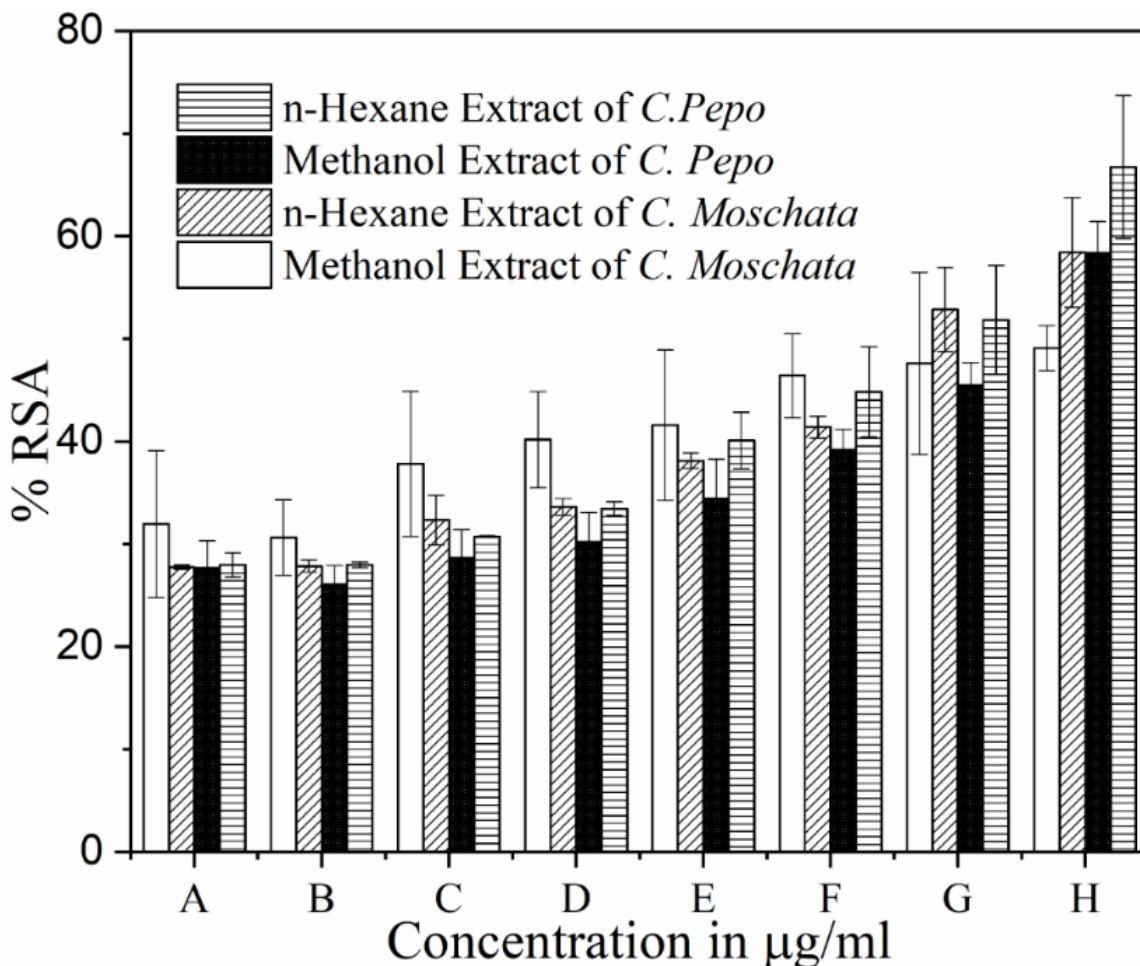 80
n-Hexane Extract of C.Pepo
Methanol Extract of C. Pepo
n-Hexane Extract of C. Moschata
Methanol Extract of C. Moschata
60
% RSA
40
20
0
A B C D E F G H
Concentration in μg/ml